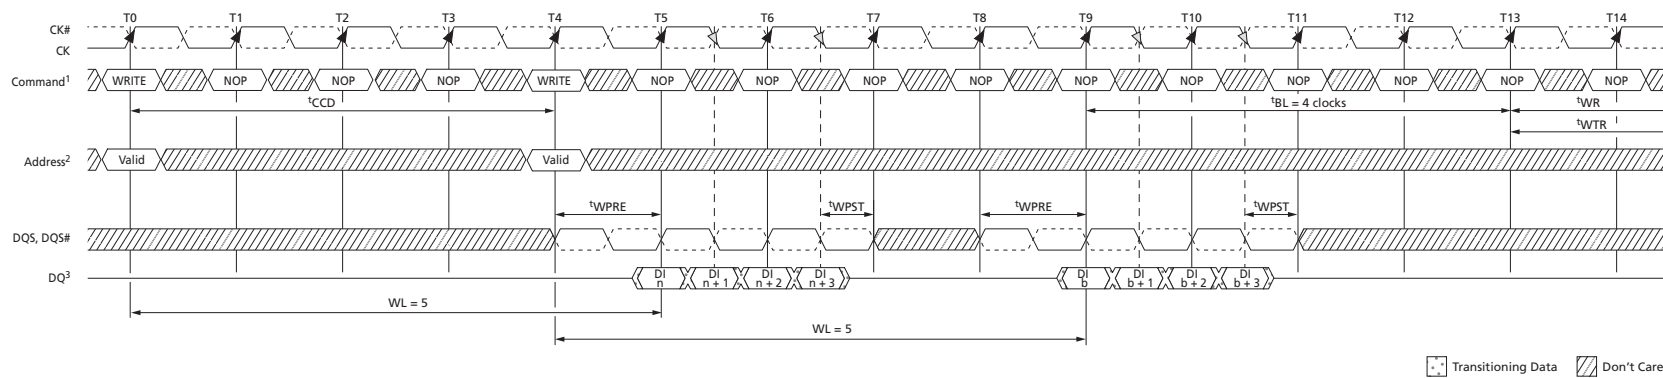 T0 T1 T2 T3 T4 T5 T6 T7 T8 T9 T10 T11 T12 T13 T14
CK#
CK
Command¹ WRITE NOP NOP NOP WRITE NOP NOP NOP NOP NOP NOP NOP NOP NOP NOP
tCCD tBL = 4 clocks tWR
tWTR
Address² Valid Valid
tWPRE tWPST tWPRE tWPST
DQS, DQS#
DQ³ DI n DI n + 1 DI n + 2 DI n + 3 DI b DI b + 1 DI b + 2 DI b + 3
WL = 5
WL = 5
Transitioning Data Don't Care